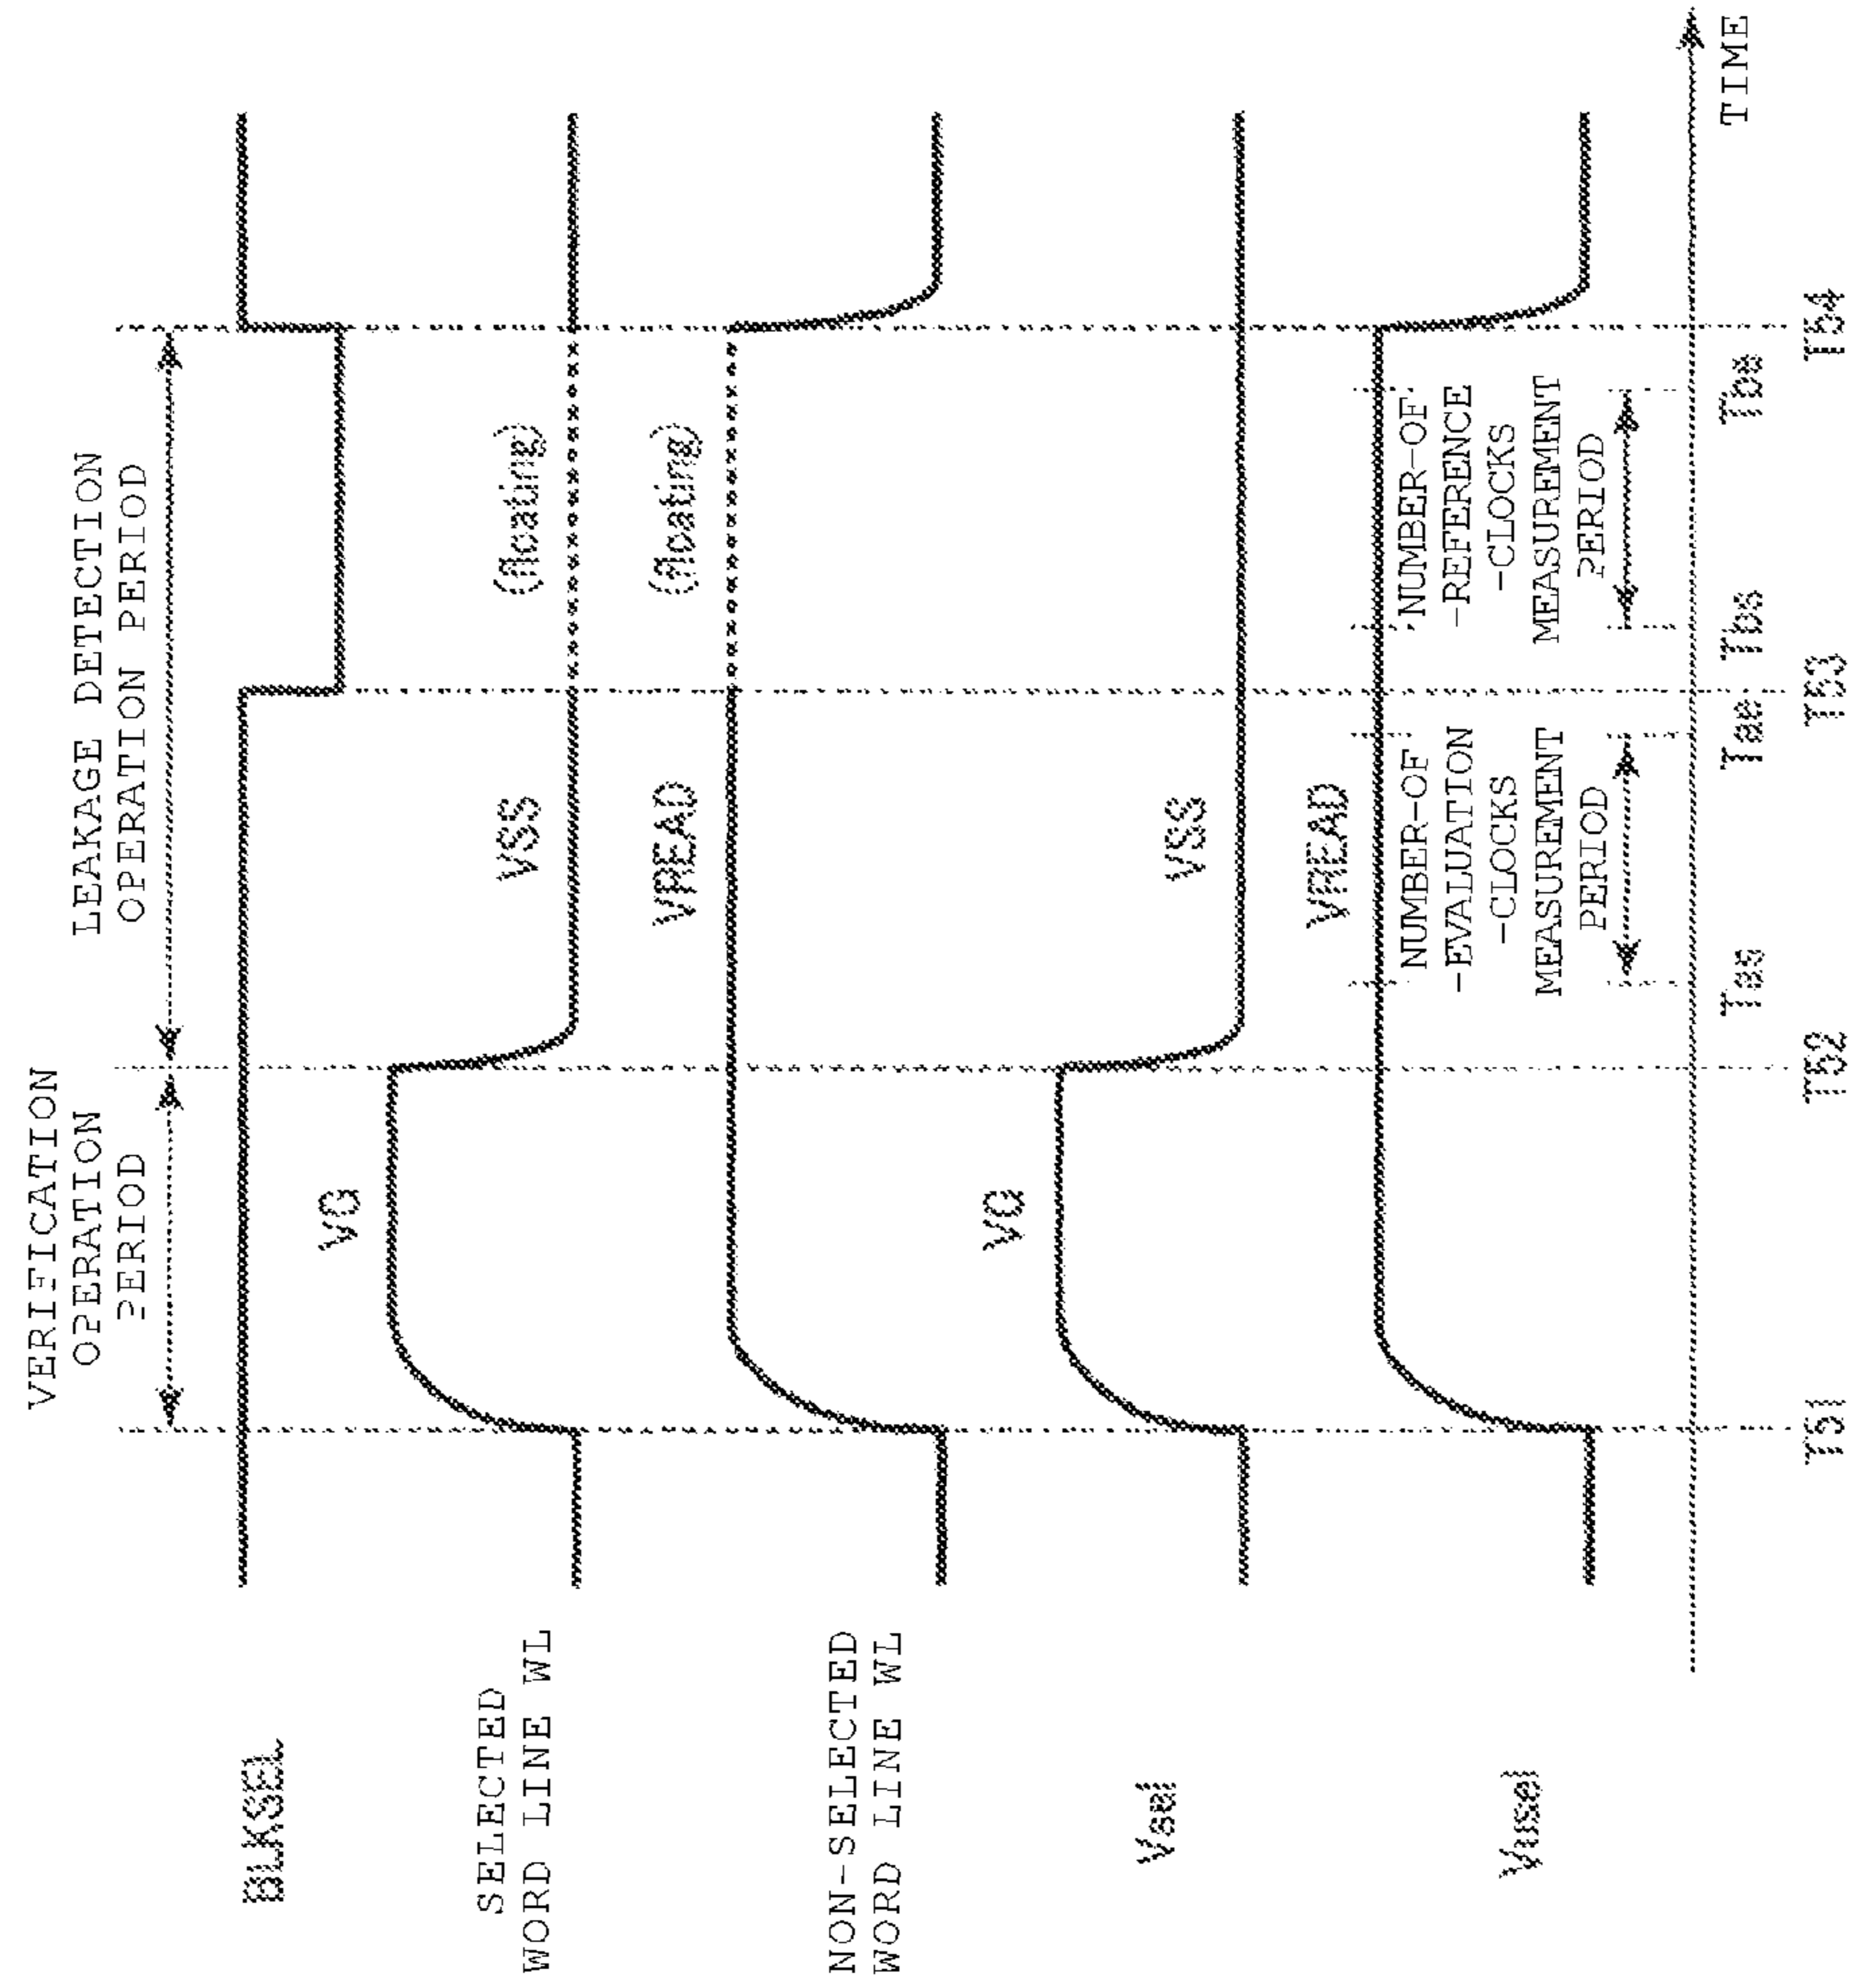 VERIFICATION
OPERATION
PERIOD
LEAKAGE DETECTION
OPERATION PERIOD
BLKSEL
SELECTED
WORD LINE WL
VG
VSS
(floating)
NON-SELECTED
WORD LINE WL
VREAD
(floating)
Vsel
VG
VSS
Vusel
VREAD
NUMBER-OF
-EVALUATION
-CLOCKS
MEASUREMENT
PERIOD
NUMBER-OF
-REFERENCE
-CLOCKS
MEASUREMENT
PERIOD
TIME
Tas
Tae
Tbs
Tbe
T51
T52
T53
T54